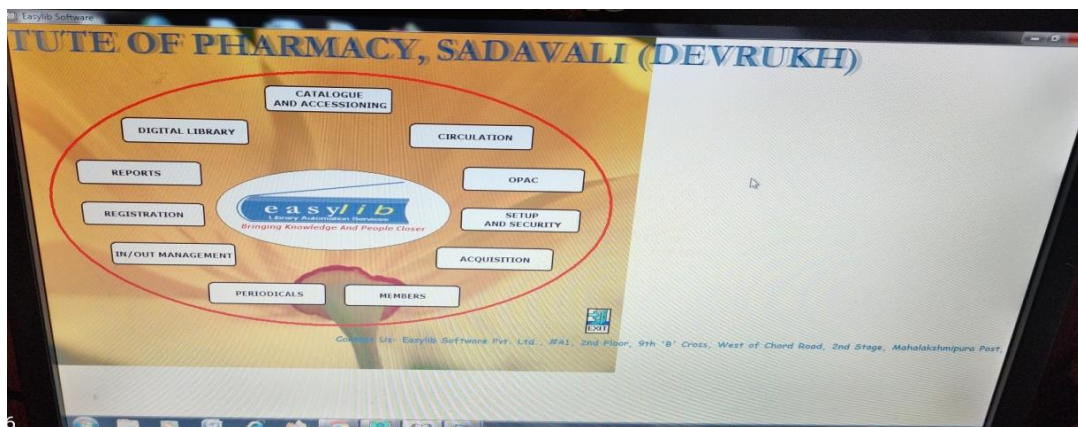 Easylib Software
TUTE OF PHARMACY, SADAVALI (DEVRUKH)
CATALOGUE
AND ACCESSIONING
DIGITAL LIBRARY
CIRCULATION
REPORTS
OPAC
REGISTRATION
SETUP
AND SECURITY
IN/OUT MANAGEMENT
ACQUISITION
PERIODICALS
MEMBERS
easylib
Library Automation Services
Bringing Knowledge And People Closer
EXIT
Contact Us:- Easylib Software Pvt. Ltd., #41, 2nd Floor, 9th 'B' Cross, West of Chord Road, 2nd Stage, Mahalakshmipura Post,
6